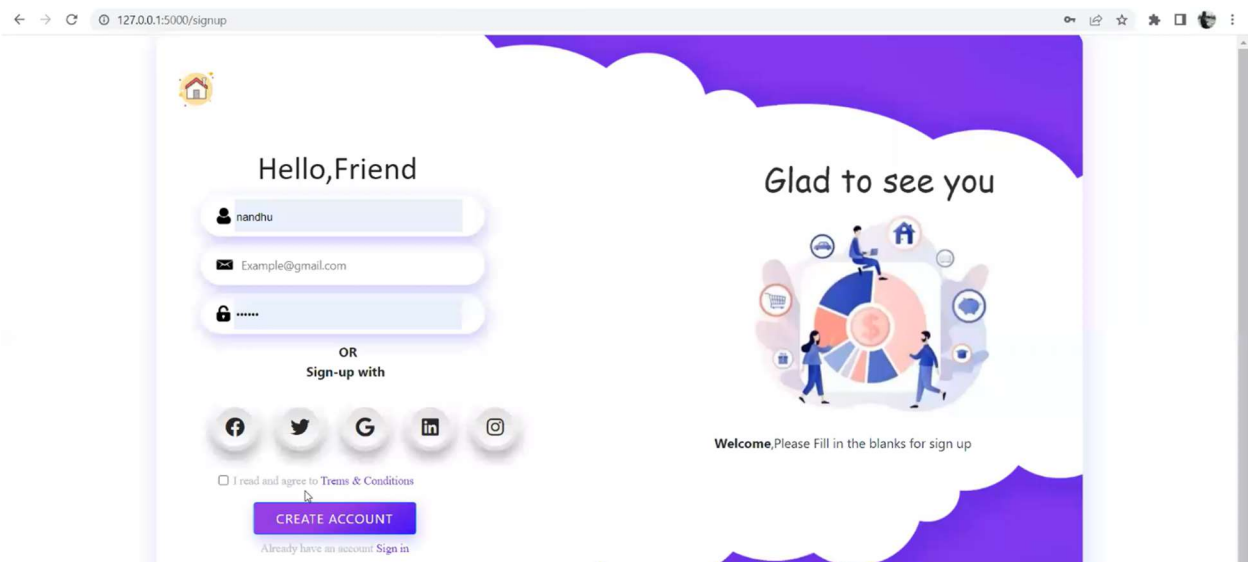 127.0.0.1:5000/signup
Hello,Friend
nandhu
Example@gmail.com
••••••
OR
Sign-up with
I read and agree to Trems & Conditions
CREATE ACCOUNT
Already have an account Sign in
Glad to see you
$
Welcome,Please Fill in the blanks for sign up